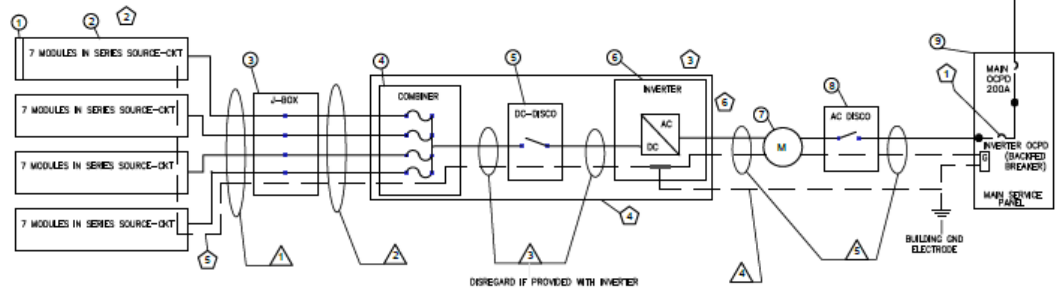 1
2
2
7 MODULES IN SERIES SOURCE-CKT
7 MODULES IN SERIES SOURCE-CKT
7 MODULES IN SERIES SOURCE-CKT
7 MODULES IN SERIES SOURCE-CKT
5
3
J-BOX
1
2
4
COMBINER
5
DC-DISCO
3
DISREGARD IF PROVIDED WITH INVERTER
6
3
INVERTER
AC
DC
6
4
4
7
M
8
AC DISCO
5
9
1
MAIN
OCPD
200A
INVERTER OCPD
(BACKFED
BREAKER)
G
MAIN SERVICE
PANEL
BUILDING GND
ELECTRODE